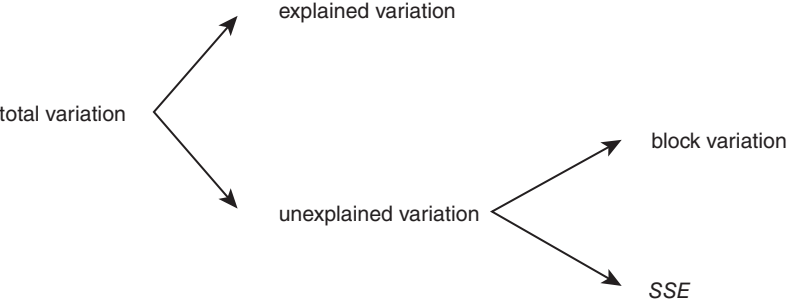 explained variation
total variation
block variation
unexplained variation
SSE